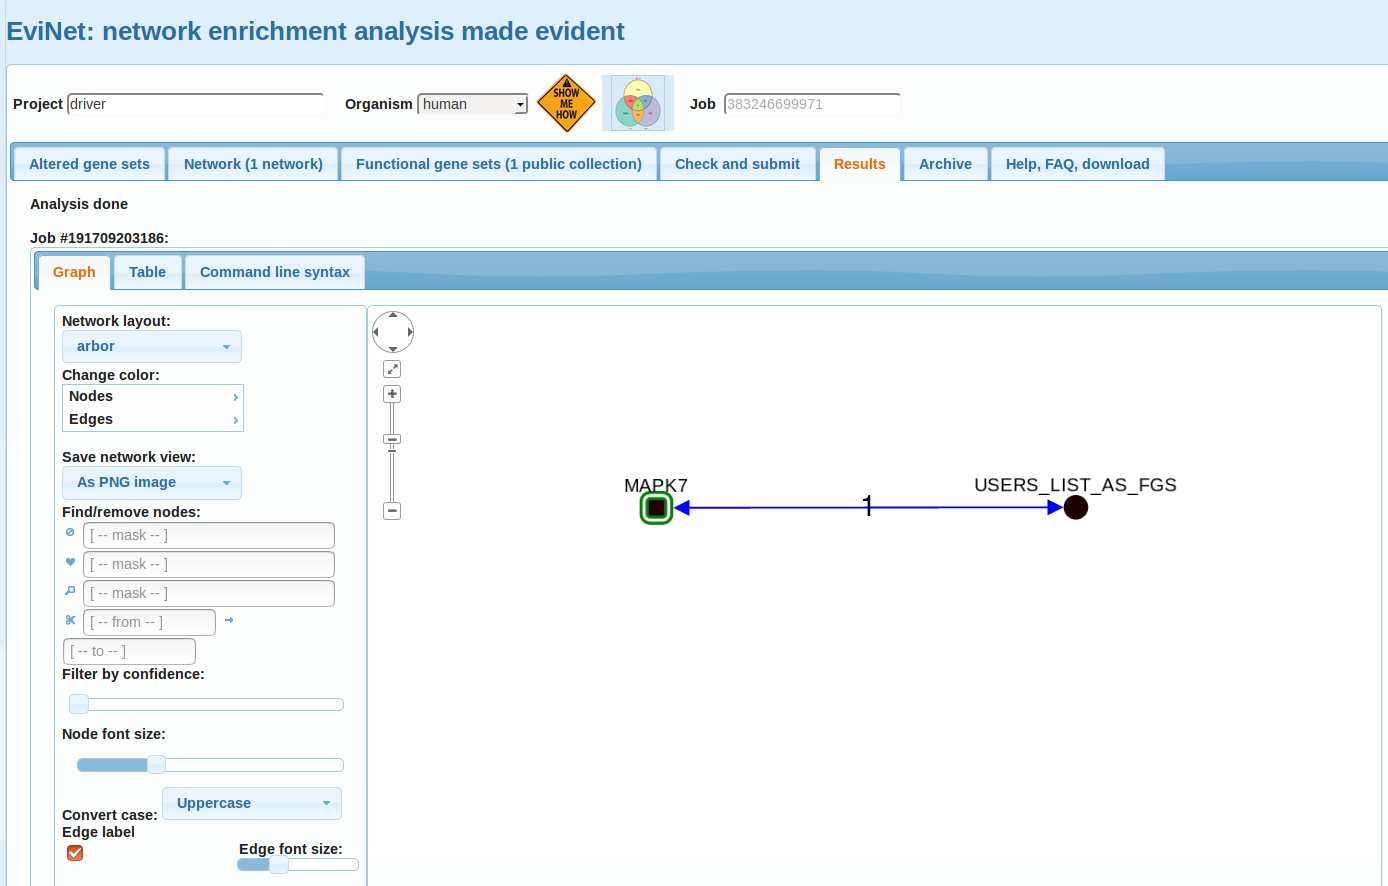 EviNet: network enrichment analysis made evident
Project driver Organism human SHOW ME HOW Job 383246699971
Altered gene sets Network (1 network) Functional gene sets (1 public collection) Check and submit Results Archive Help, FAQ, download
Analysis done
Job #191709203186:
Graph Table Command line syntax
Network layout:
arbor
Change color:
Nodes
Edges
Save network view:
As PNG image
Find/remove nodes:
[ -- mask -- ]
[ -- mask -- ]
[ -- mask -- ]
[ -- from -- ]
[ -- to -- ]
Filter by confidence:
Node font size:
Convert case: Uppercase
Edge label
Edge font size:
MAPK7 USERS_LIST_AS_FGS
1